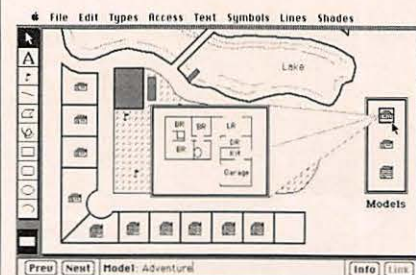 File Edit Types Access Text Symbols Lines Shades
A
Lake
BR BR LR
DR
BR KIT
Garage
Models
Prev Next Model: Adventure Info Link